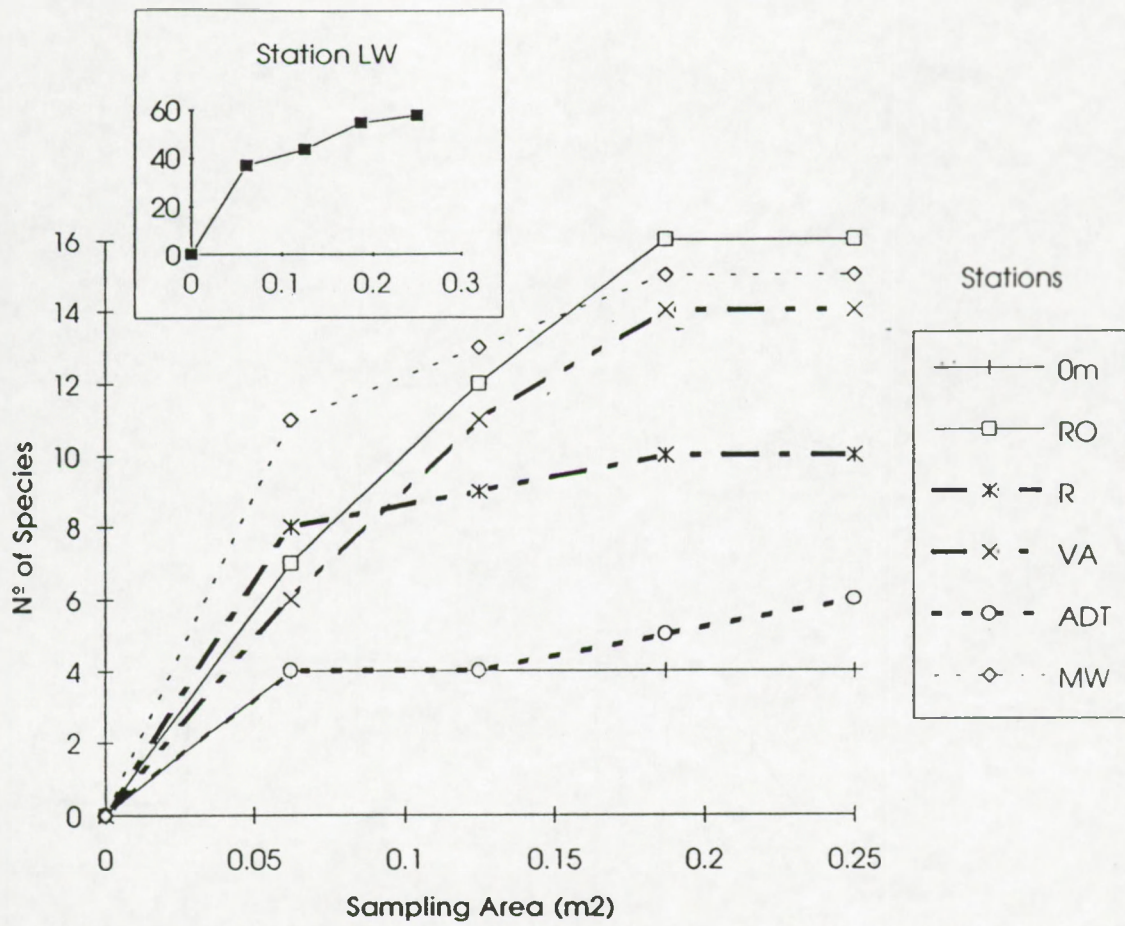 Station LW
60
40
20
0
0 0.1 0.2 0.3
16
14
12
10
8
6
4
2
0
0 0.05 0.1 0.15 0.2 0.25
Nº of Species
Sampling Area (m2)
Stations
0m
RO
R
VA
ADT
MW